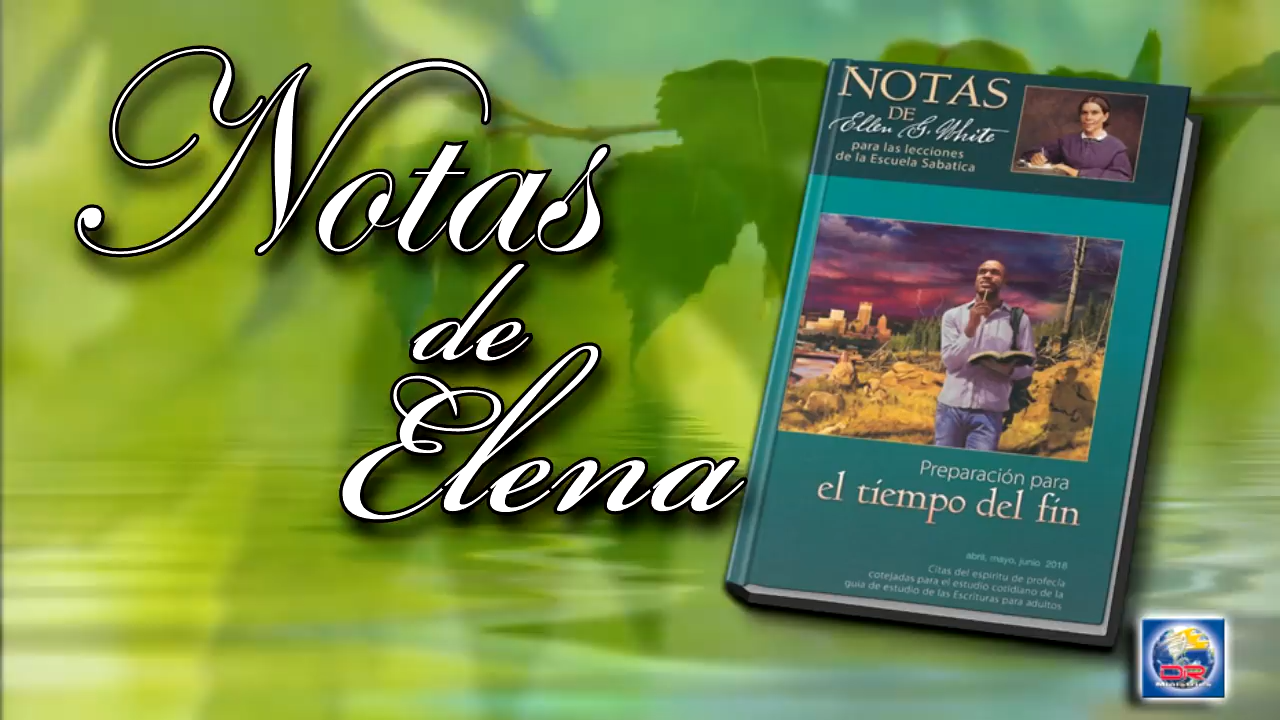 Notas
de
Elena
NOTAS
DE
Ellen G. White
para las lecciones
de la Escuela Sabatica
Preparación para
el tiempo del fin
abril, mayo, junio 2018
Citas del espíritu de profecía
cotejadas para el estudio cotidiano de la
guía de estudio de las Escrituras para adultos
DR
Ministries